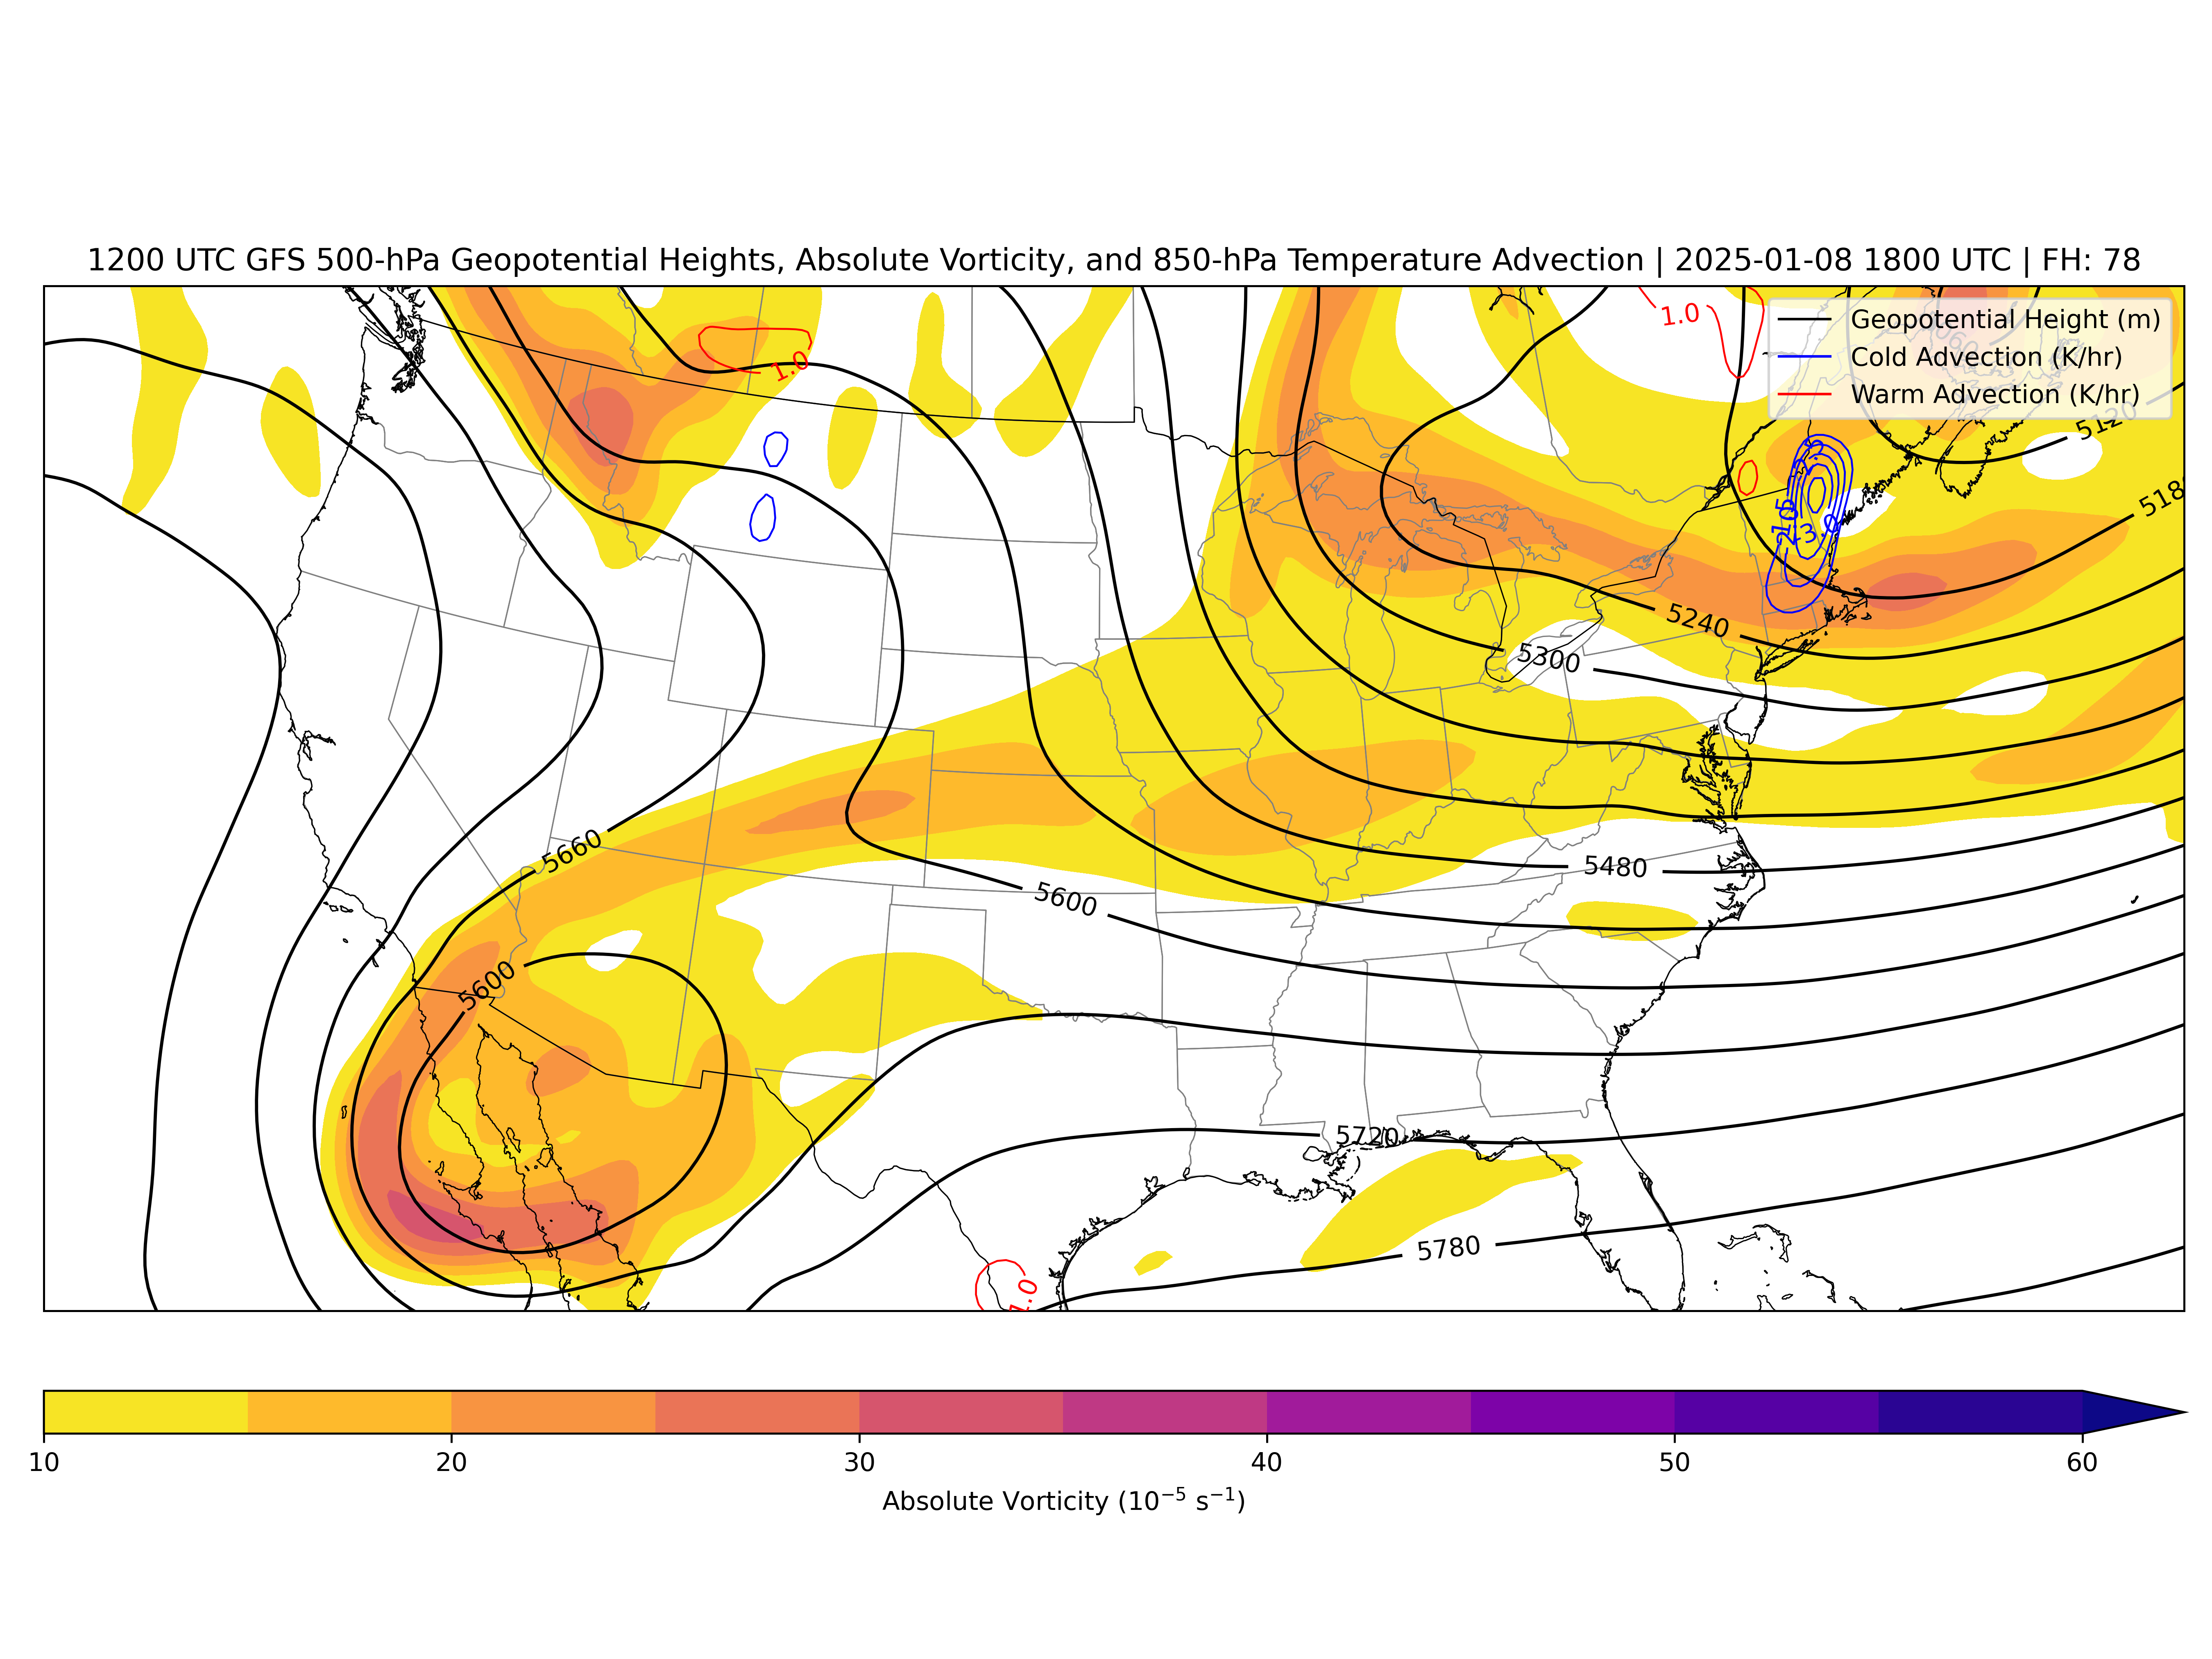 1200 UTC GFS 500-hPa Geopotential Heights, Absolute Vorticity, and 850-hPa Temperature Advection | 2025-01-08 1800 UTC | FH: 78
1.0
Geopotential Height (m)
Cold Advection (K/hr)
Warm Advection (K/hr)
1.0
5120
5180
-3.0
5240
5300
5660
5480
5600
5600
5720
5780
1.0
10 20 30 40 50 60
Absolute Vorticity (10⁻⁵ s⁻¹)